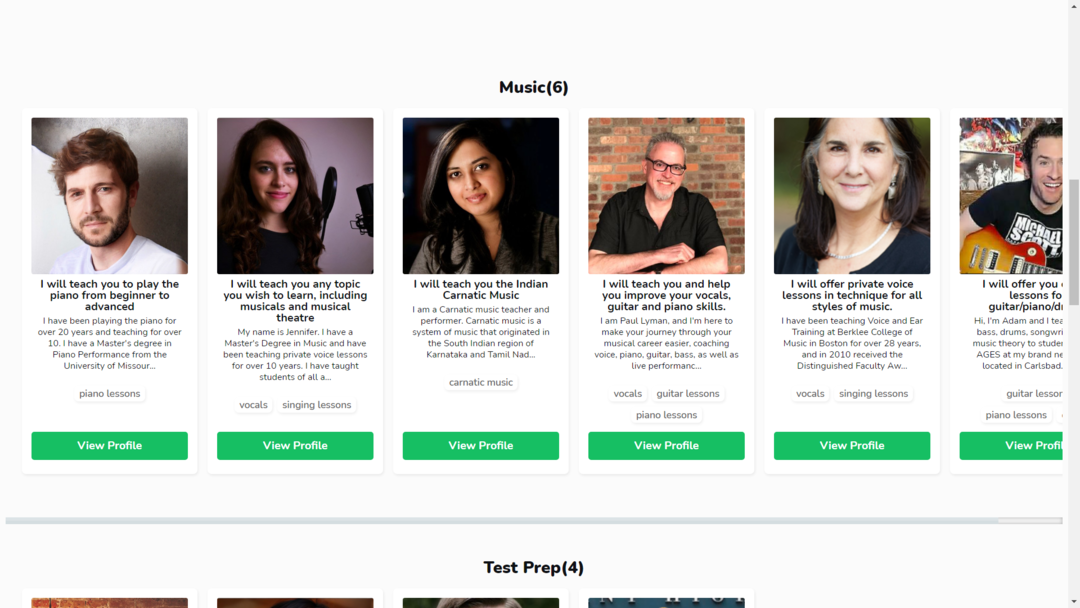 Music(6)
I will teach you to play the
piano from beginner to
advanced
I have been playing the piano for
over 20 years and teaching for over
10. I have a Master's degree in
Piano Performance from the
University of Missour...
piano lessons
View Profile
I will teach you any topic
you wish to learn, including
musicals and musical
theatre
My name is Jennifer. I have a
Master's Degree in Music and have
been teaching private voice lessons
for over 10 years. I have taught
students of all a...
vocals singing lessons
View Profile
I will teach you the Indian
Carnatic Music
I am a Carnatic music teacher and
performer. Carnatic music is a
system of music that originated in
the South Indian region of
Karnataka and Tamil Nad...
carnatic music
View Profile
I will teach you and help
you improve your vocals,
guitar and piano skills.
I am Paul Lyman, and I'm here to
make your journey through your
musical career easier, coaching
voice, piano, guitar, bass, as well as
live performanc...
vocals guitar lessons
piano lessons
View Profile
I will offer private voice
lessons in technique for all
styles of music.
I have been teaching Voice and Ear
Training at Berklee College of
Music in Boston for over 28 years,
and in 2010 received the
Distinguished Faculty Aw...
vocals singing lessons
View Profile
MICHAEL
SCOTT
I will offer you
lessons fo
guitar/piano/dr
Hi, I'm Adam and I tea
bass, drums, songwri
music theory to studen
AGES at my brand ne
located in Carlsbad.
guitar lesson
piano lessons
View Profi
Test Prep(4)